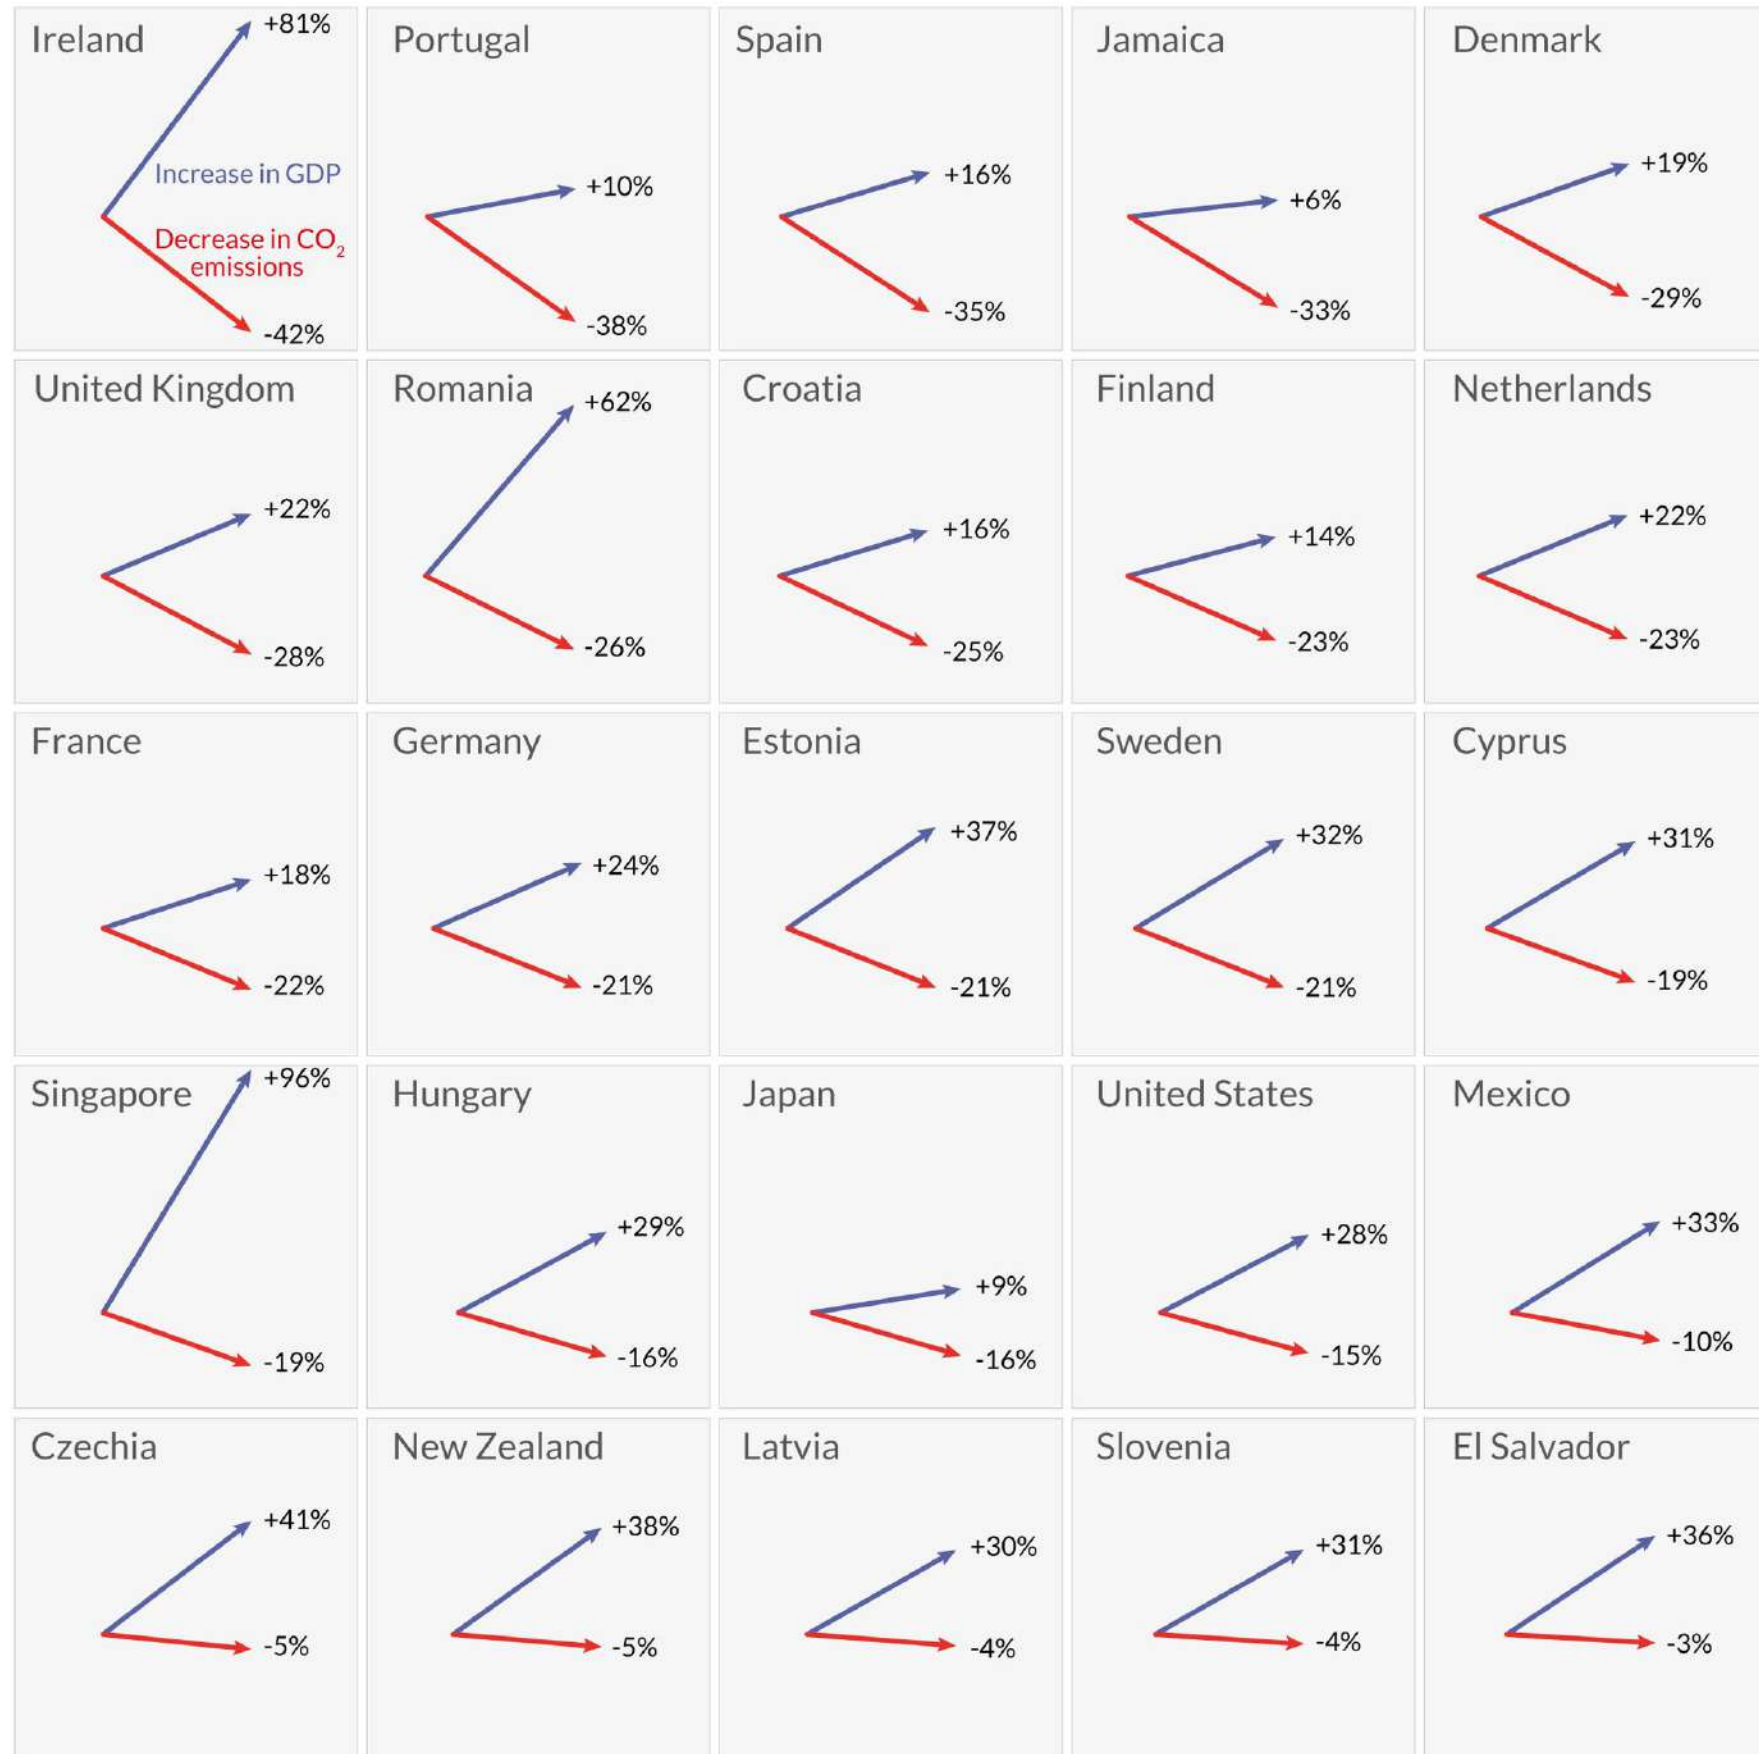 Ireland
+81%
Increase in GDP
Decrease in CO₂
emissions
-42%
Portugal
+10%
-38%
Spain
+16%
-35%
Jamaica
+6%
-33%
Denmark
+19%
-29%
United Kingdom
+22%
-28%
Romania
+62%
-26%
Croatia
+16%
-25%
Finland
+14%
-23%
Netherlands
+22%
-23%
France
+18%
-22%
Germany
+24%
-21%
Estonia
+37%
-21%
Sweden
+32%
-21%
Cyprus
+31%
-19%
Singapore
+96%
-19%
Hungary
+29%
-16%
Japan
+9%
-16%
United States
+28%
-15%
Mexico
+33%
-10%
Czechia
+41%
-5%
New Zealand
+38%
-5%
Latvia
+30%
-4%
Slovenia
+31%
-4%
El Salvador
+36%
-3%